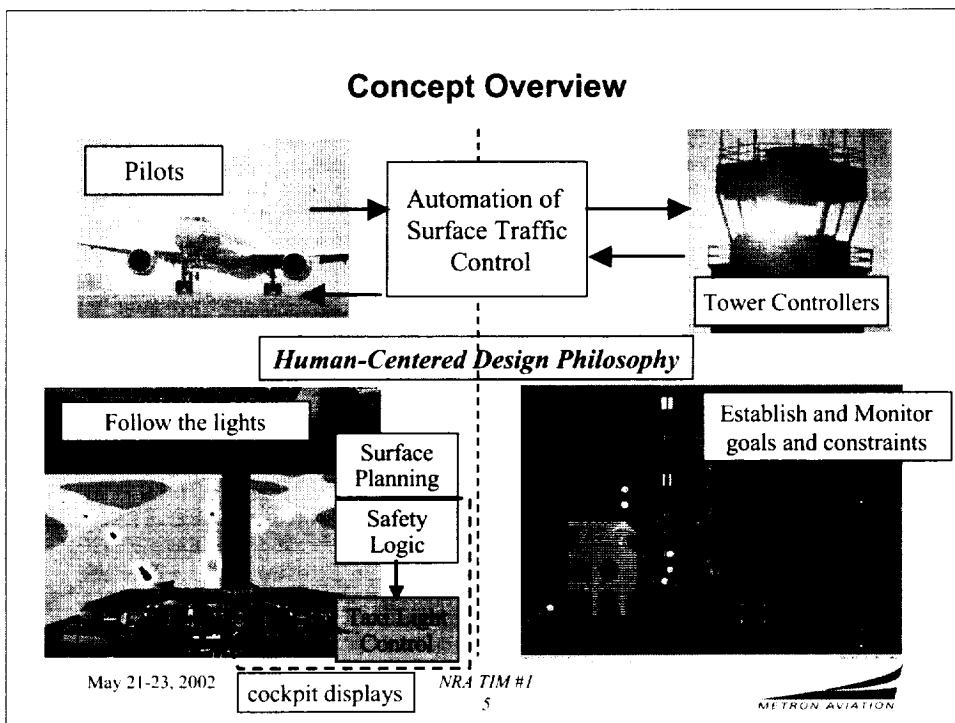 Concept Overview
Pilots
Automation of
Surface Traffic
Control
Tower Controllers
Human-Centered Design Philosophy
Follow the lights
Surface
Planning
Safety
Logic
Taxi Light
Control
cockpit displays
Establish and Monitor
goals and constraints
May 21-23, 2002
NRA TIM #1
5
METRON AVIATION